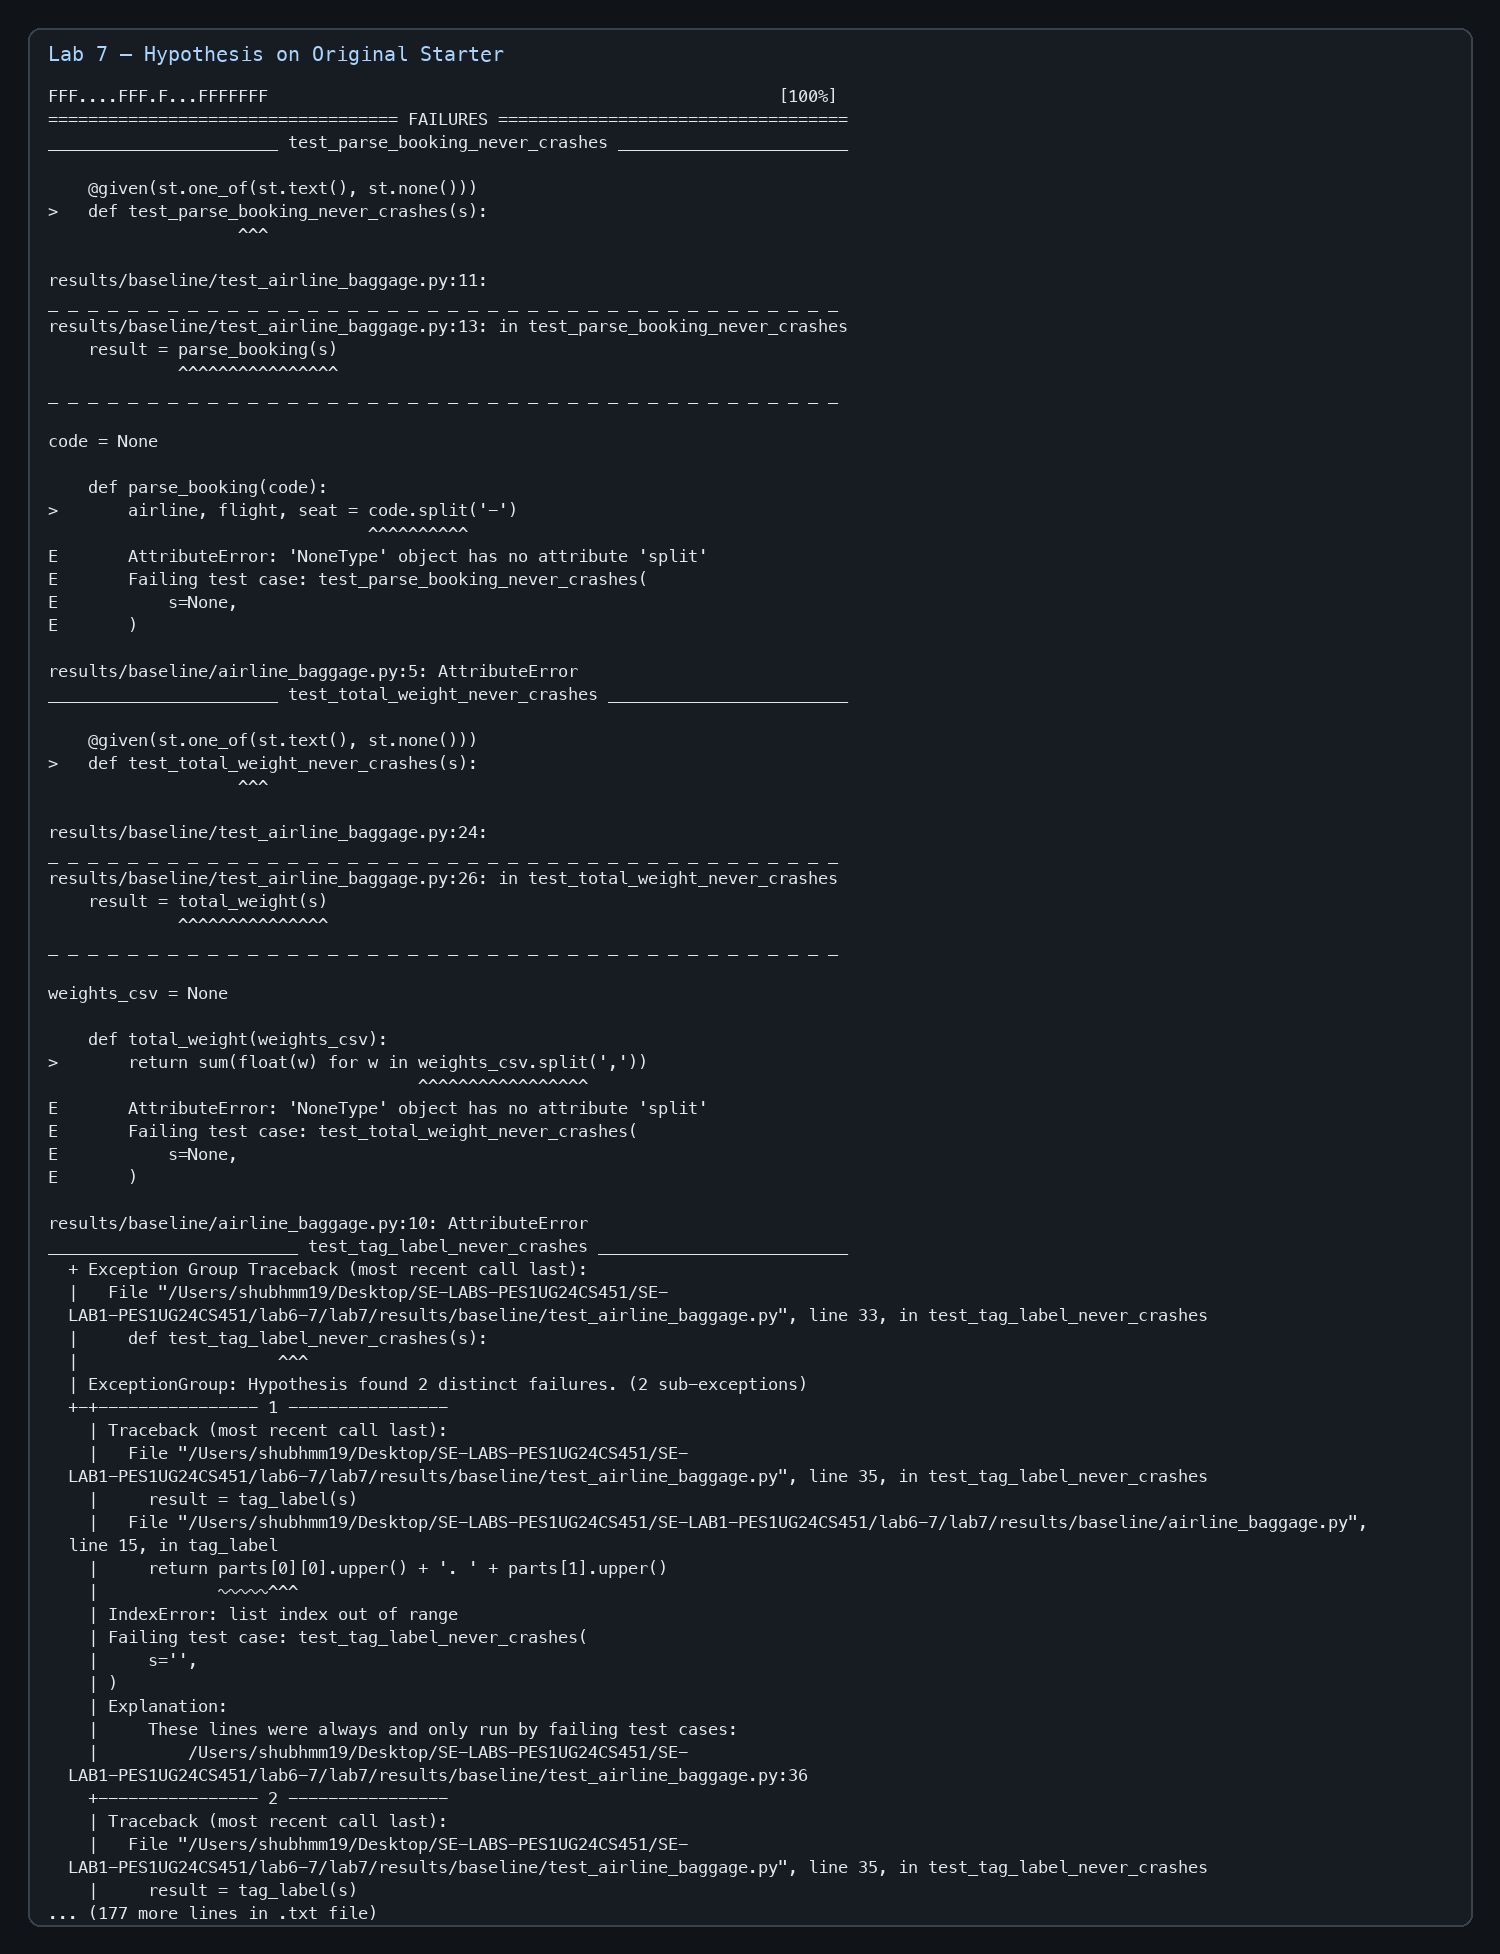 Lab 7 — Hypothesis on Original Starter
FFF....FFF.F...FFFFFFF                                                   [100%]
=================================== FAILURES ===================================
_______________________ test_parse_booking_never_crashes _______________________

    @given(st.one_of(st.text(), st.none()))
>   def test_parse_booking_never_crashes(s):
                   ^^^

results/baseline/test_airline_baggage.py:11:
_ _ _ _ _ _ _ _ _ _ _ _ _ _ _ _ _ _ _ _ _ _ _ _ _ _ _ _ _ _ _ _ _ _ _ _ _ _ _ _
results/baseline/test_airline_baggage.py:13: in test_parse_booking_never_crashes
    result = parse_booking(s)
             ^^^^^^^^^^^^^^^^
_ _ _ _ _ _ _ _ _ _ _ _ _ _ _ _ _ _ _ _ _ _ _ _ _ _ _ _ _ _ _ _ _ _ _ _ _ _ _ _

code = None

    def parse_booking(code):
>       airline, flight, seat = code.split('-')
                                ^^^^^^^^^^
E       AttributeError: 'NoneType' object has no attribute 'split'
E       Failing test case: test_parse_booking_never_crashes(
E           s=None,
E       )

results/baseline/airline_baggage.py:5: AttributeError
_______________________ test_total_weight_never_crashes ________________________

    @given(st.one_of(st.text(), st.none()))
>   def test_total_weight_never_crashes(s):
                   ^^^

results/baseline/test_airline_baggage.py:24:
_ _ _ _ _ _ _ _ _ _ _ _ _ _ _ _ _ _ _ _ _ _ _ _ _ _ _ _ _ _ _ _ _ _ _ _ _ _ _ _
results/baseline/test_airline_baggage.py:26: in test_total_weight_never_crashes
    result = total_weight(s)
             ^^^^^^^^^^^^^^^
_ _ _ _ _ _ _ _ _ _ _ _ _ _ _ _ _ _ _ _ _ _ _ _ _ _ _ _ _ _ _ _ _ _ _ _ _ _ _ _

weights_csv = None

    def total_weight(weights_csv):
>       return sum(float(w) for w in weights_csv.split(','))
                                     ^^^^^^^^^^^^^^^^^
E       AttributeError: 'NoneType' object has no attribute 'split'
E       Failing test case: test_total_weight_never_crashes(
E           s=None,
E       )

results/baseline/airline_baggage.py:10: AttributeError
_________________________ test_tag_label_never_crashes _________________________
  + Exception Group Traceback (most recent call last):
  |   File "/Users/shubhmm19/Desktop/SE-LABS-PES1UG24CS451/SE-
  LAB1-PES1UG24CS451/lab6-7/lab7/results/baseline/test_airline_baggage.py", line 33, in test_tag_label_never_crashes
  |     def test_tag_label_never_crashes(s):
  |                    ^^^
  | ExceptionGroup: Hypothesis found 2 distinct failures. (2 sub-exceptions)
  +-+---------------- 1 ----------------
    | Traceback (most recent call last):
    |   File "/Users/shubhmm19/Desktop/SE-LABS-PES1UG24CS451/SE-
  LAB1-PES1UG24CS451/lab6-7/lab7/results/baseline/test_airline_baggage.py", line 35, in test_tag_label_never_crashes
    |     result = tag_label(s)
    |   File "/Users/shubhmm19/Desktop/SE-LABS-PES1UG24CS451/SE-LAB1-PES1UG24CS451/lab6-7/lab7/results/baseline/airline_baggage.py",
  line 15, in tag_label
    |     return parts[0][0].upper() + '. ' + parts[1].upper()
    |            ~~~~~^^^
    | IndexError: list index out of range
    | Failing test case: test_tag_label_never_crashes(
    |     s='',
    | )
    | Explanation:
    |     These lines were always and only run by failing test cases:
    |         /Users/shubhmm19/Desktop/SE-LABS-PES1UG24CS451/SE-
  LAB1-PES1UG24CS451/lab6-7/lab7/results/baseline/test_airline_baggage.py:36
    +---------------- 2 ----------------
    | Traceback (most recent call last):
    |   File "/Users/shubhmm19/Desktop/SE-LABS-PES1UG24CS451/SE-
  LAB1-PES1UG24CS451/lab6-7/lab7/results/baseline/test_airline_baggage.py", line 35, in test_tag_label_never_crashes
    |     result = tag_label(s)
... (177 more lines in .txt file)